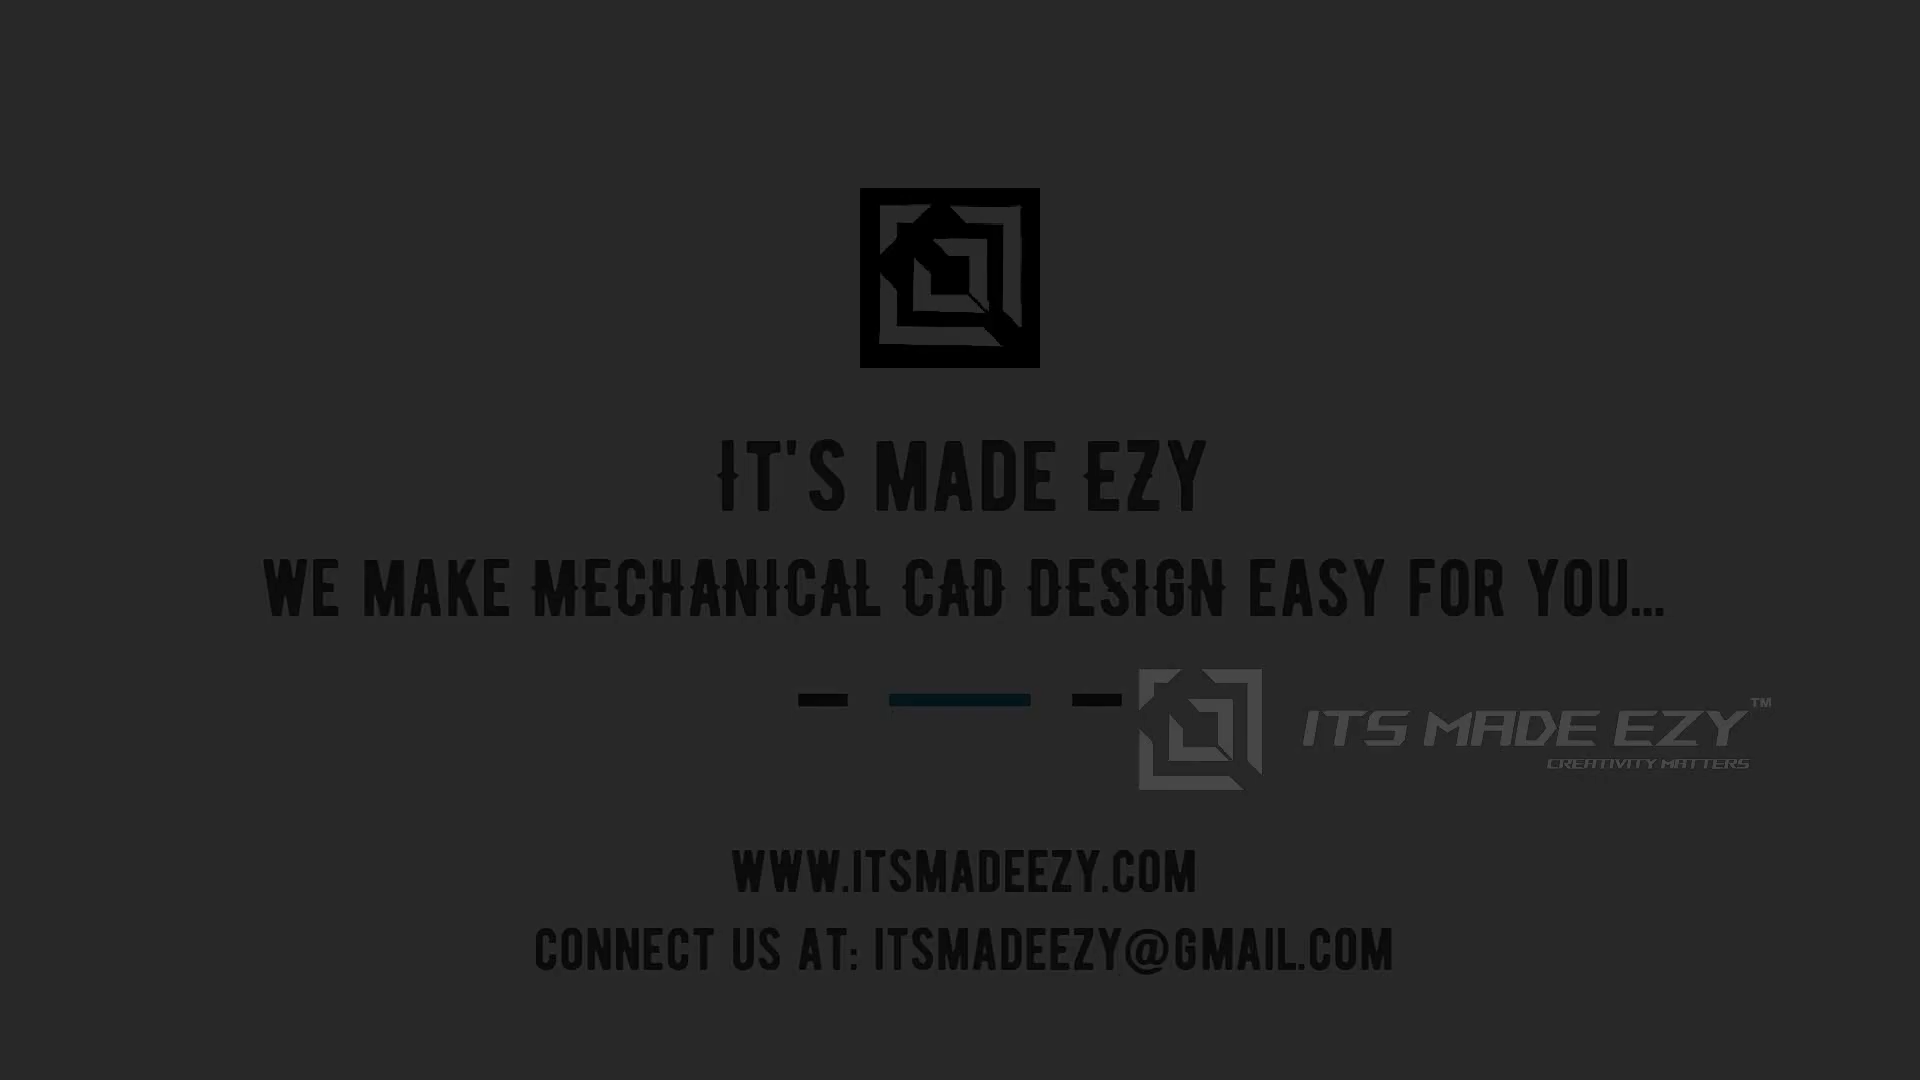 IT'S MADE EZY
WE MAKE MECHANICAL CAD DESIGN EASY FOR YOU...
ITS MADE EZY™
CREATIVITY MATTERS
WWW.ITSMADEEZY.COM
CONNECT US AT: ITSMADEEZY@GMAIL.COM